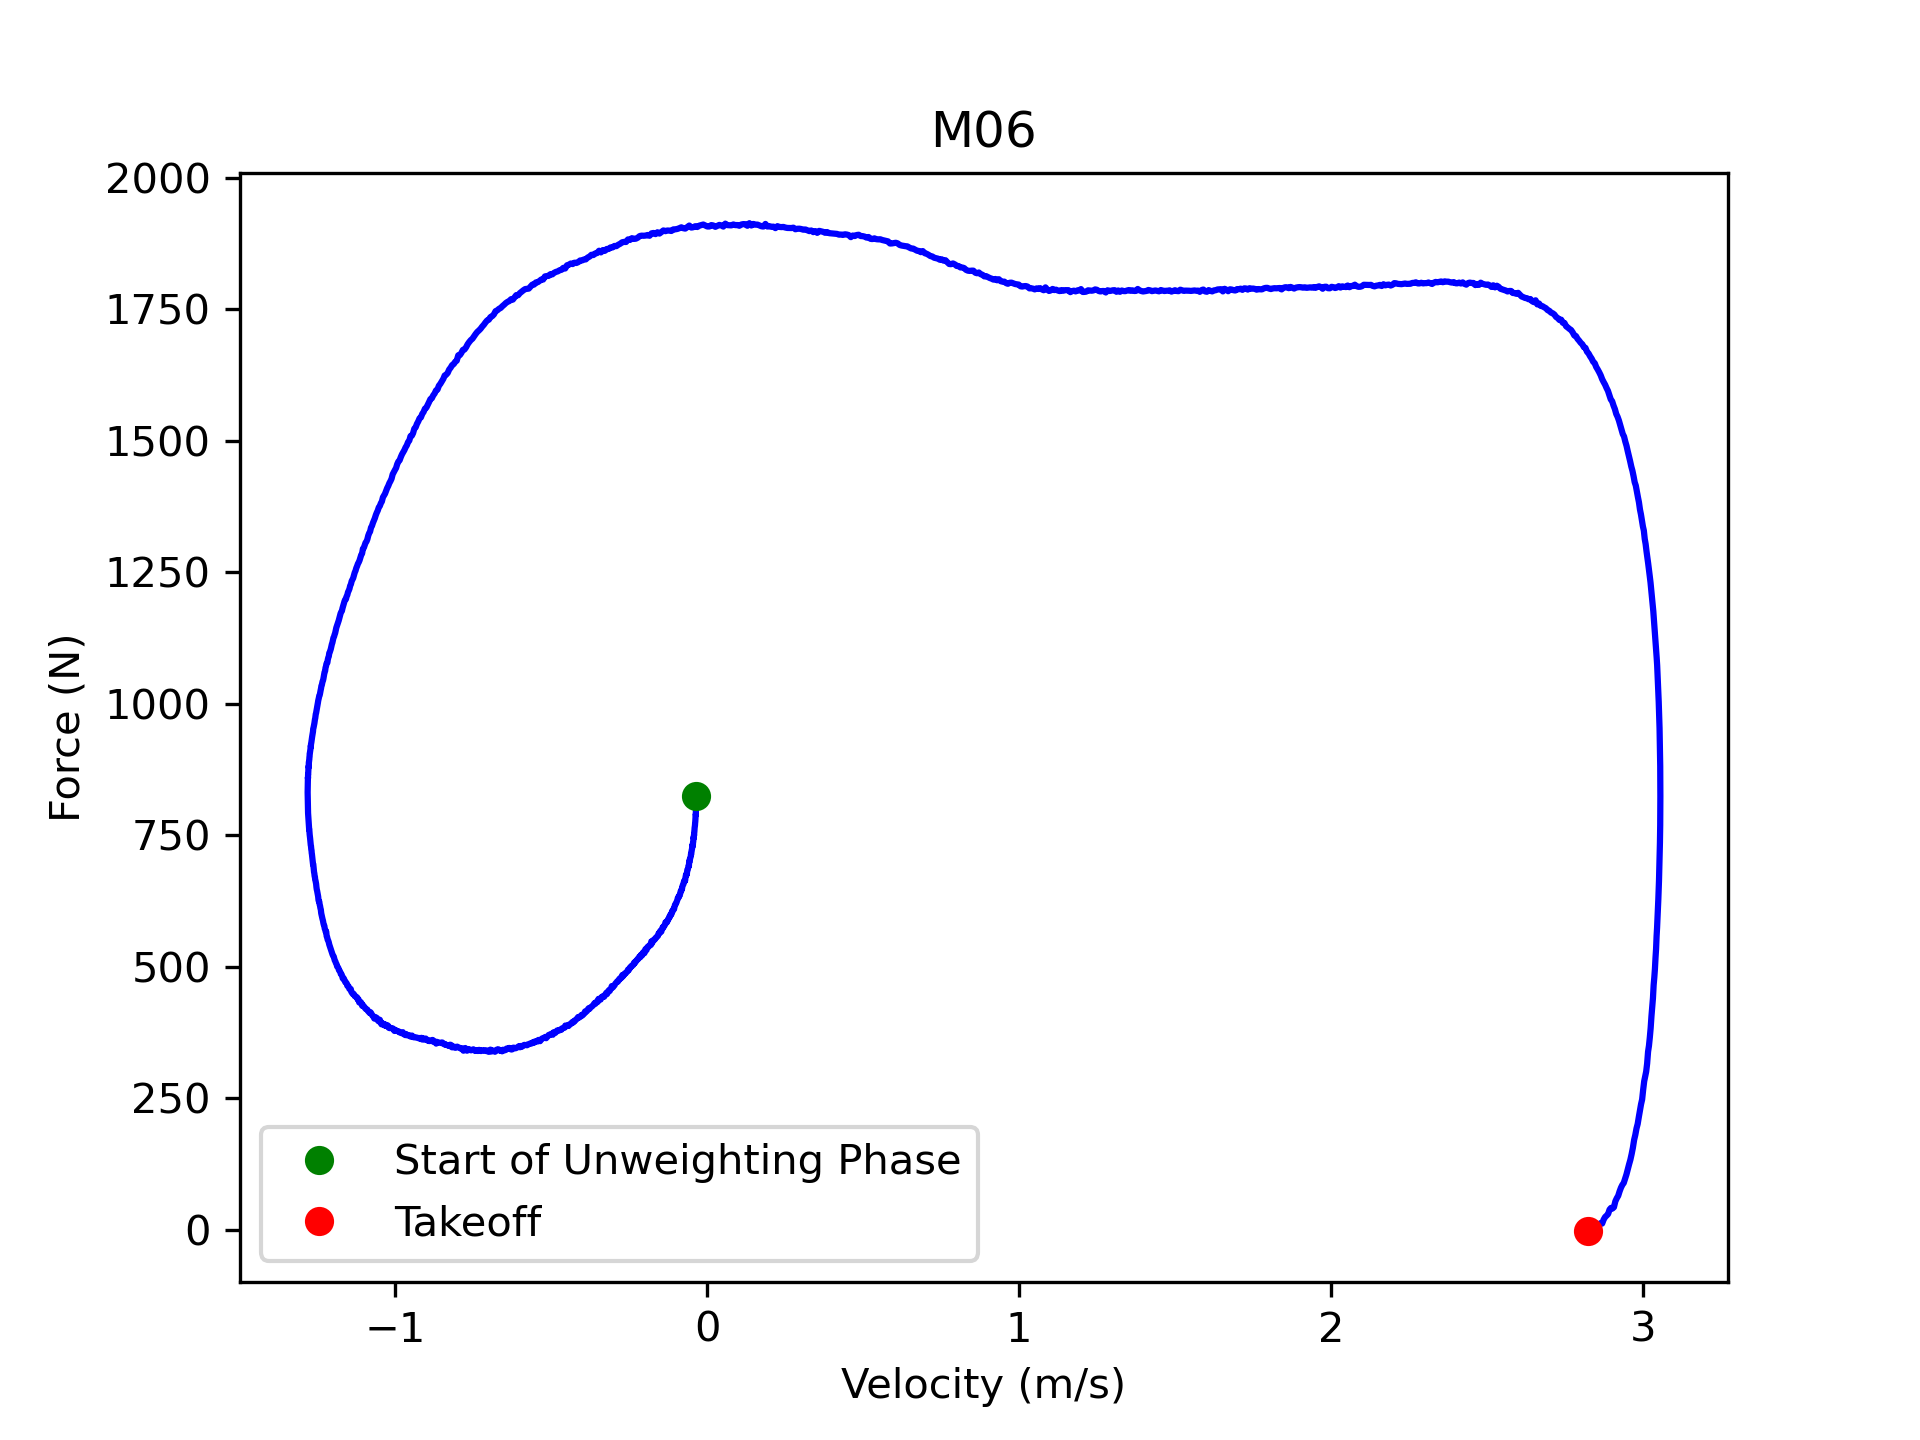 M06
2000
1750
1500
1250
1000
750
500
250
0
Force (N)
Start of Unweighting Phase
Takeoff
−1 0 1 2 3
Velocity (m/s)